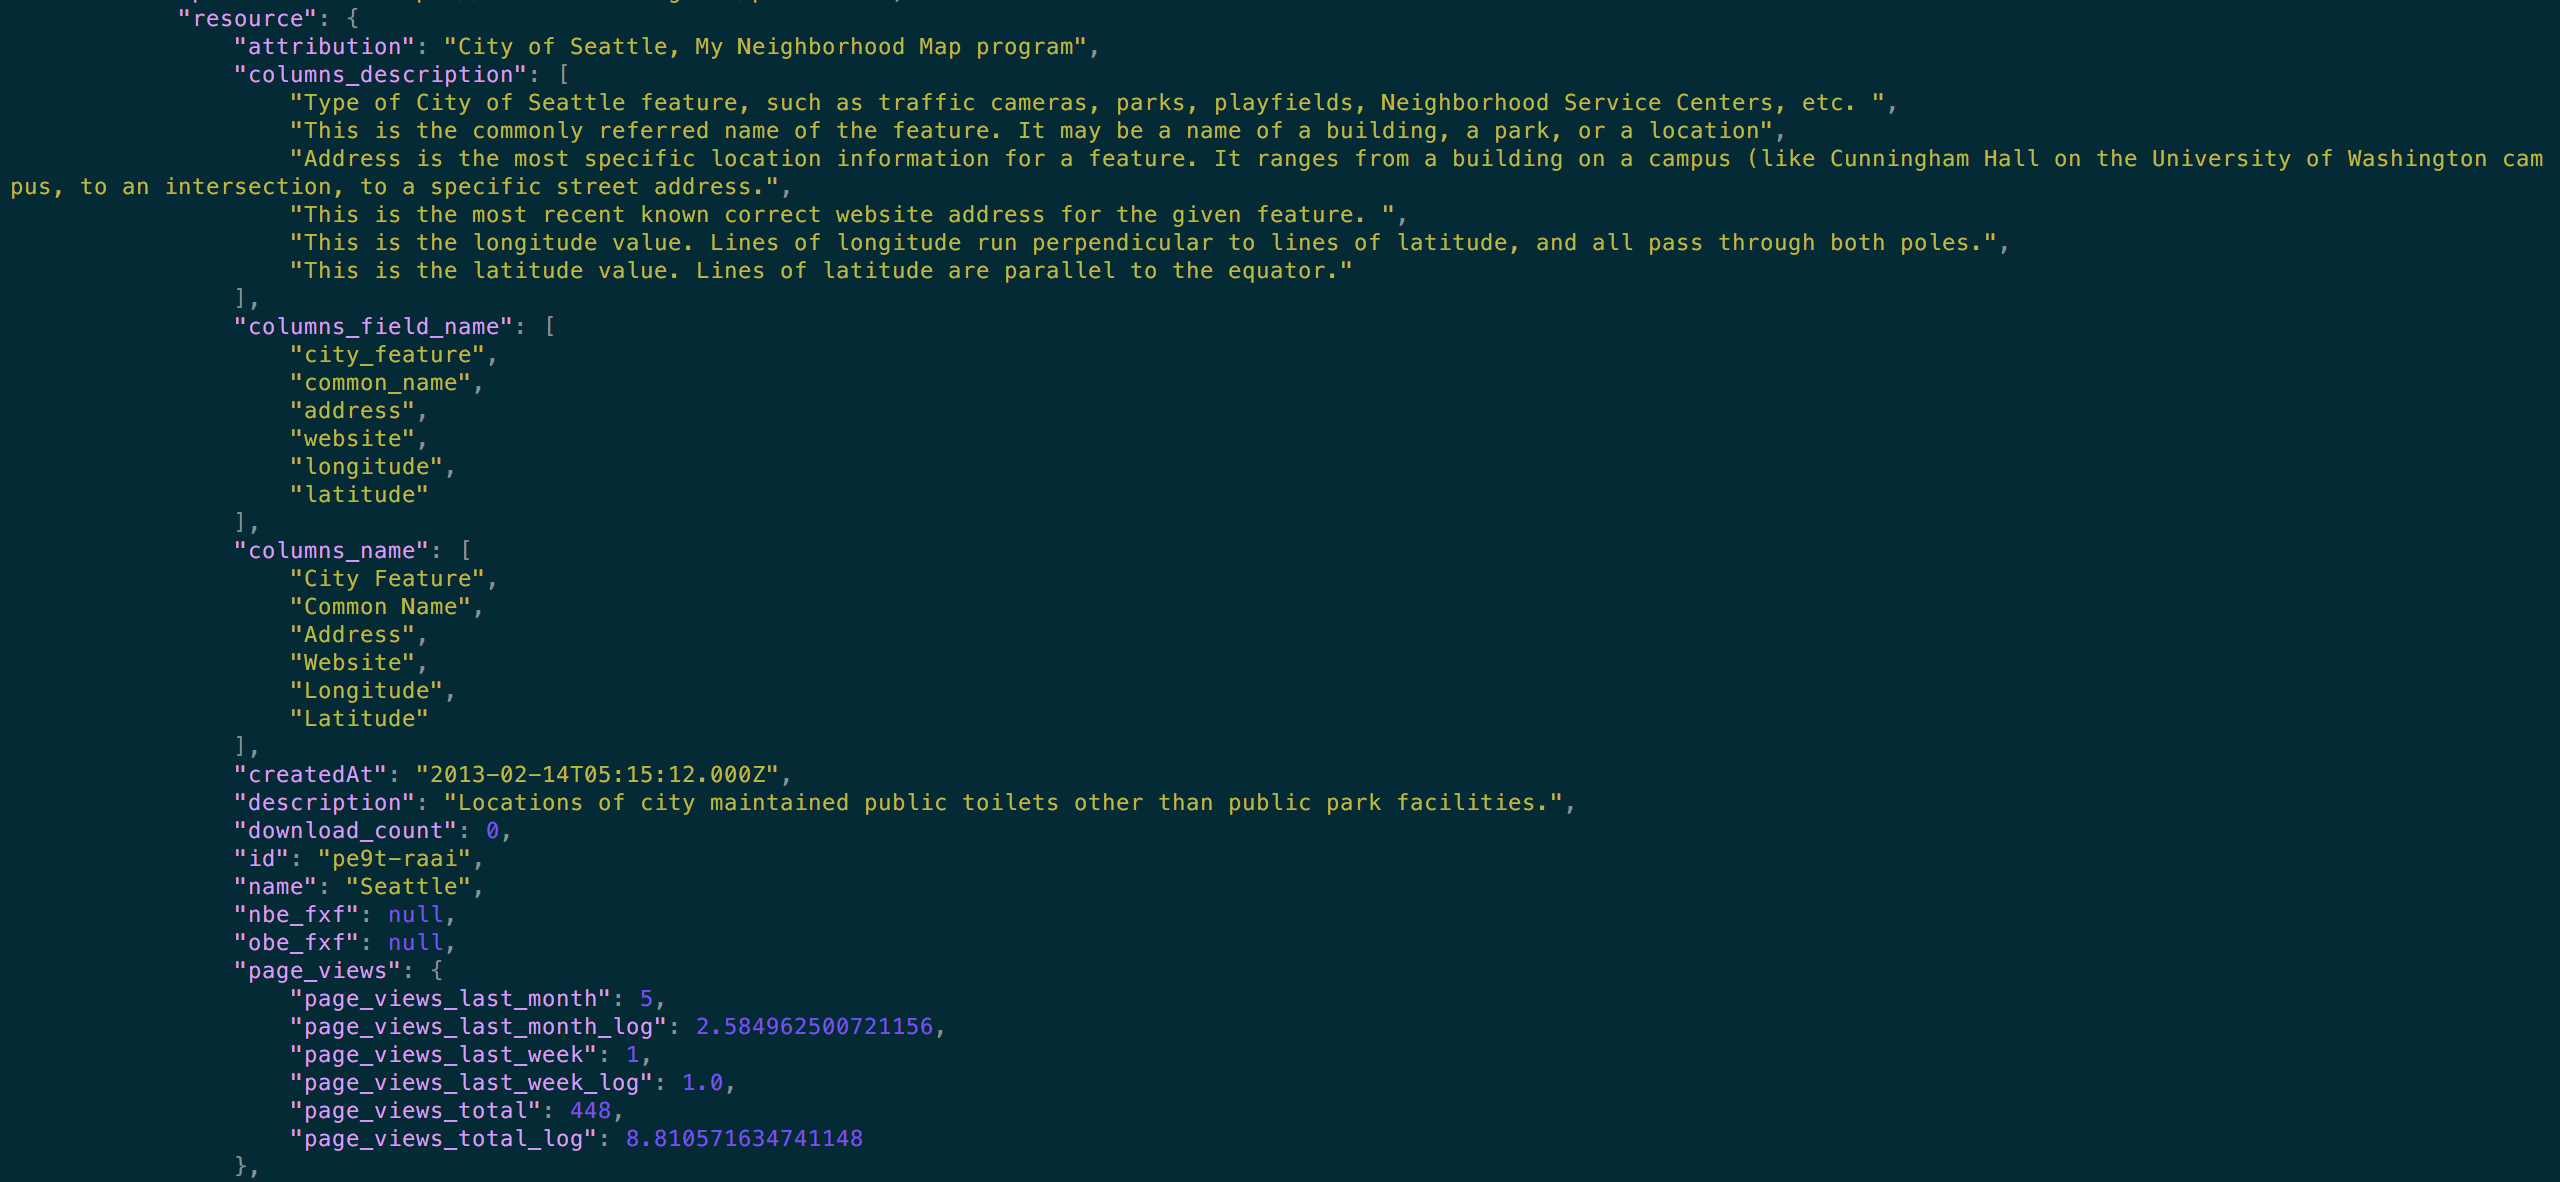 "resource": {
"attribution": "City of Seattle, My Neighborhood Map program",
"columns_description": [
"Type of City of Seattle feature, such as traffic cameras, parks, playfields, Neighborhood Service Centers, etc. ",
"This is the commonly referred name of the feature. It may be a name of a building, a park, or a location",
"Address is the most specific location information for a feature. It ranges from a building on a campus (like Cunningham Hall on the University of Washington cam
pus, to an intersection, to a specific street address.",
"This is the most recent known correct website address for the given feature. ",
"This is the longitude value. Lines of longitude run perpendicular to lines of latitude, and all pass through both poles.",
"This is the latitude value. Lines of latitude are parallel to the equator."
],
"columns_field_name": [
"city_feature",
"common_name",
"address",
"website",
"longitude",
"latitude"
],
"columns_name": [
"City Feature",
"Common Name",
"Address",
"Website",
"Longitude",
"Latitude"
],
"createdAt": "2013-02-14T05:15:12.000Z",
"description": "Locations of city maintained public toilets other than public park facilities.",
"download_count": 0,
"id": "pe9t-raai",
"name": "Seattle",
"nbe_fxf": null,
"obe_fxf": null,
"page_views": {
"page_views_last_month": 5,
"page_views_last_month_log": 2.584962500721156,
"page_views_last_week": 1,
"page_views_last_week_log": 1.0,
"page_views_total": 448,
"page_views_total_log": 8.810571634741148
},